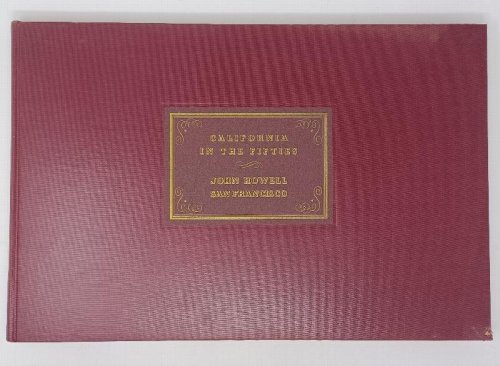 CALIFORNIA
IN THE FIFTIES
JOHN HOWELL
SAN FRANCISCO